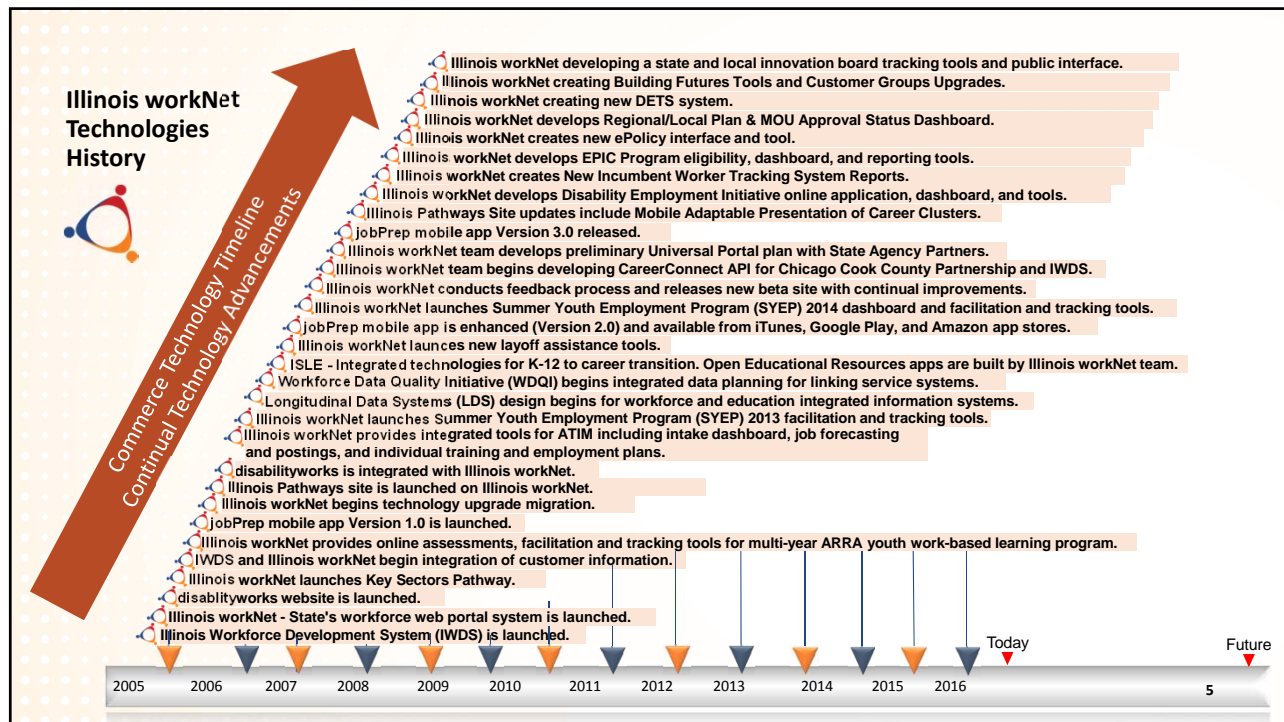 Illinois workNet
Technologies
History
Commerce Technology Timeline
Continual Technology Advancements
Illinois workNet developing a state and local innovation board tracking tools and public interface.
Illinois workNet creating Building Futures Tools and Customer Groups Upgrades.
Illinois workNet creating new DETS system.
Illinois workNet develops Regional/Local Plan & MOU Approval Status Dashboard.
Illinois workNet creates new ePolicy interface and tool.
Illinois workNet develops EPIC Program eligibility, dashboard, and reporting tools.
Illinois workNet creates New Incumbent Worker Tracking System Reports.
Illinois workNet develops Disability Employment Initiative online application, dashboard, and tools.
Illinois Pathways Site updates include Mobile Adaptable Presentation of Career Clusters.
jobPrep mobile app Version 3.0 released.
Illinois workNet team develops preliminary Universal Portal plan with State Agency Partners.
Illinois workNet team begins developing CareerConnect API for Chicago Cook County Partnership and IWDS.
Illinois workNet conducts feedback process and releases new beta site with continual improvements.
Illinois workNet launches Summer Youth Employment Program (SYEP) 2014 dashboard and facilitation and tracking tools.
jobPrep mobile app is enhanced (Version 2.0) and available from iTunes, Google Play, and Amazon app stores.
Illinois workNet launces new layoff assistance tools.
ISLE - Integrated technologies for K-12 to career transition. Open Educational Resources apps are built by Illinois workNet team.
Workforce Data Quality Initiative (WDQI) begins integrated data planning for linking service systems.
Longitudinal Data Systems (LDS) design begins for workforce and education integrated information systems.
Illinois workNet launches Summer Youth Employment Program (SYEP) 2013 facilitation and tracking tools.
Illinois workNet provides integrated tools for ATIM including intake dashboard, job forecasting
and postings, and individual training and employment plans.
disabilityworks is integrated with Illinois workNet.
Illinois Pathways site is launched on Illinois workNet.
Illinois workNet begins technology upgrade migration.
jobPrep mobile app Version 1.0 is launched.
Illinois workNet provides online assessments, facilitation and tracking tools for multi-year ARRA youth work-based learning program.
IWDS and Illinois workNet begin integration of customer information.
Illinois workNet launches Key Sectors Pathway.
disablityworks website is launched.
Illinois workNet - State's workforce web portal system is launched.
Illinois Workforce Development System (IWDS) is launched.
Today
Future
2005 2006 2007 2008 2009 2010 2011 2012 2013 2014 2015 2016
5